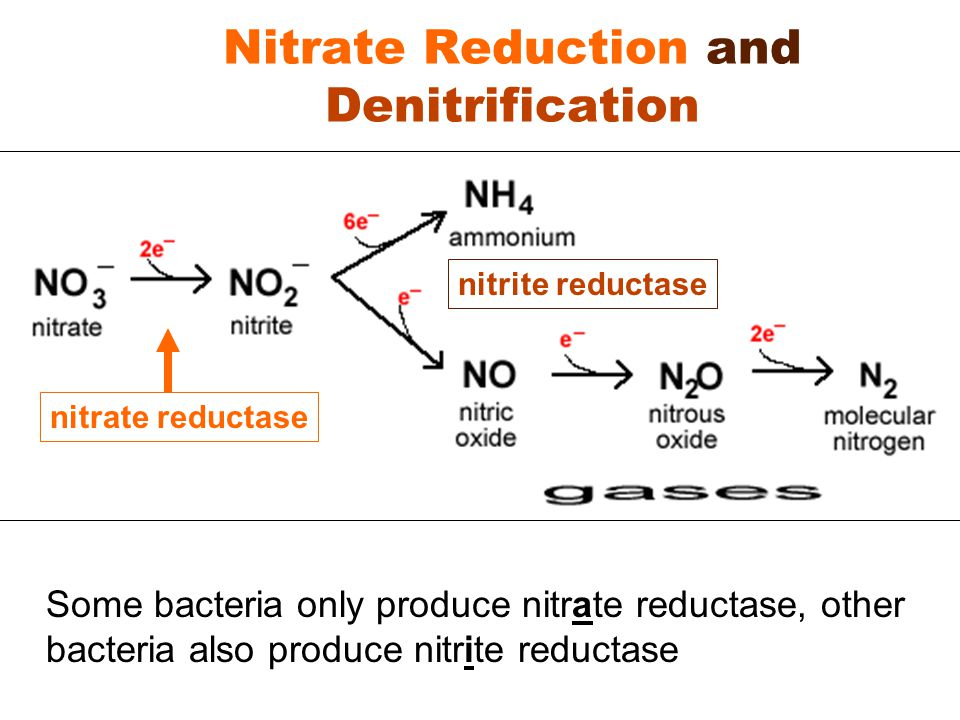 Nitrate Reduction and
Denitrification
NH4
ammonium
6e–
2e–
NO3–
nitrate
NO2–
nitrite
nitrite reductase
e–
e–
2e–
NO
nitric
oxide
N2O
nitrous
oxide
N2
molecular
nitrogen
nitrate reductase
gases
Some bacteria only produce nitrate reductase, other
bacteria also produce nitrite reductase